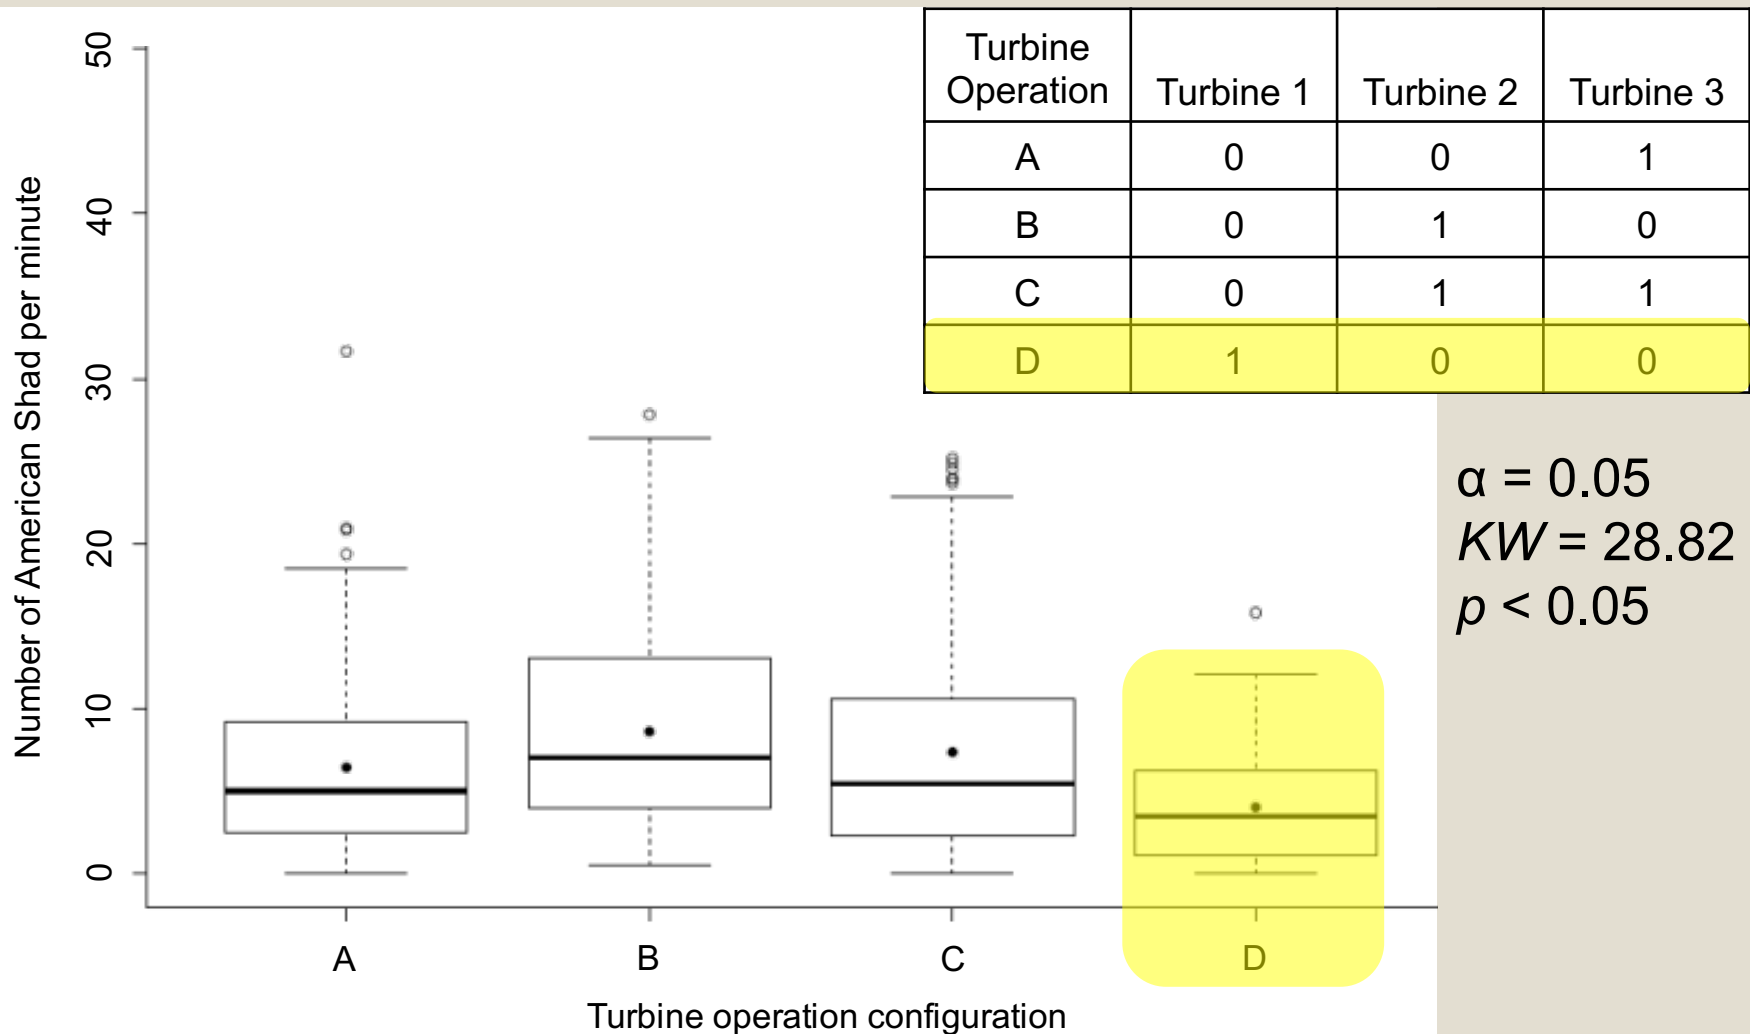 Number of American Shad per minute
50
40
30
20
10
0
A
B
C
D
Turbine operation configuration
Turbine
Operation
Turbine 1
Turbine 2
Turbine 3
A 0 0 1
B 0 1 0
C 0 1 1
D 1 0 0
α = 0.05
KW = 28.82
p < 0.05